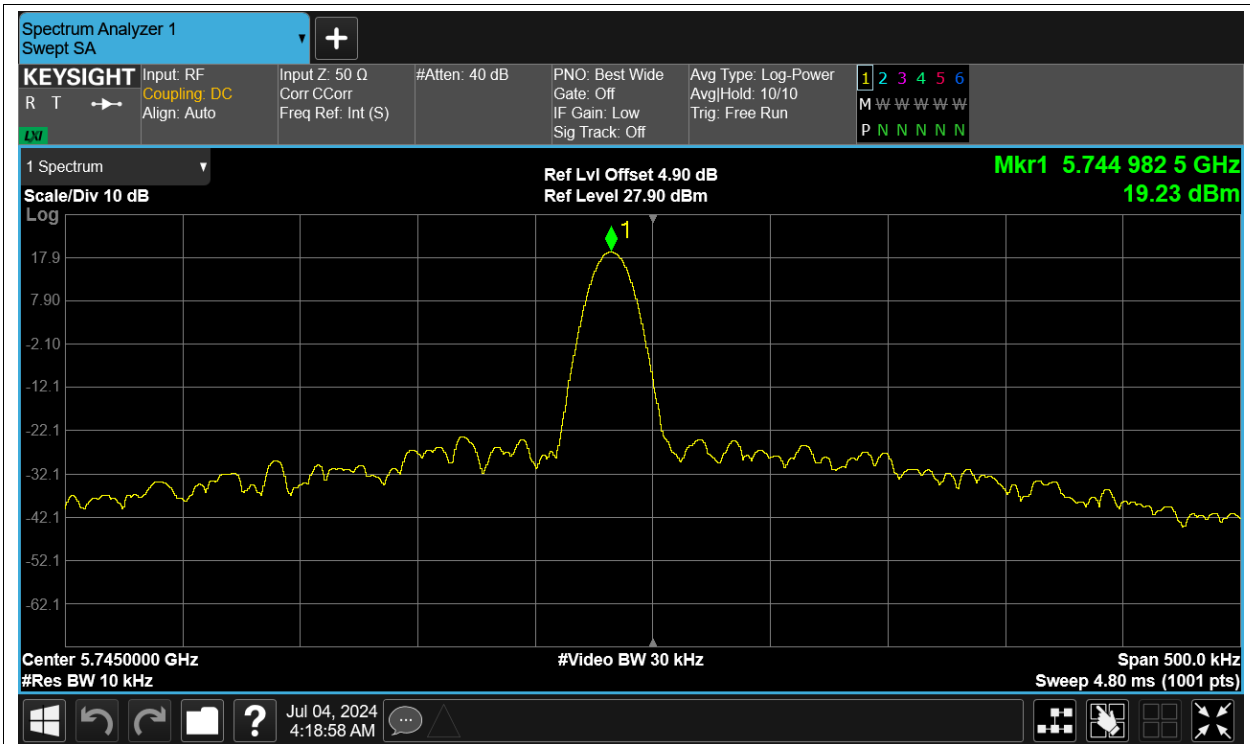 Spectrum Analyzer 1
Swept SA
KEYSIGHT
R T
LXI
Input: RF
Coupling: DC
Align: Auto
Input Z: 50 Ω
Corr CCorr
Freq Ref: Int (S)
#Atten: 40 dB
PNO: Best Wide
Gate: Off
IF Gain: Low
Sig Track: Off
Avg Type: Log-Power
Avg|Hold: 10/10
Trig: Free Run
1 2 3 4 5 6
M W W W W W
P N N N N N
1 Spectrum
Scale/Div 10 dB
Log
Ref Lvl Offset 4.90 dB
Ref Level 27.90 dBm
Mkr1 5.744 982 5 GHz
19.23 dBm
1
17.9
7.90
-2.10
-12.1
-22.1
-32.1
-42.1
-52.1
-62.1
Center 5.7450000 GHz
#Video BW 30 kHz
Span 500.0 kHz
#Res BW 10 kHz
Sweep 4.80 ms (1001 pts)
?
Jul 04, 2024
4:18:58 AM